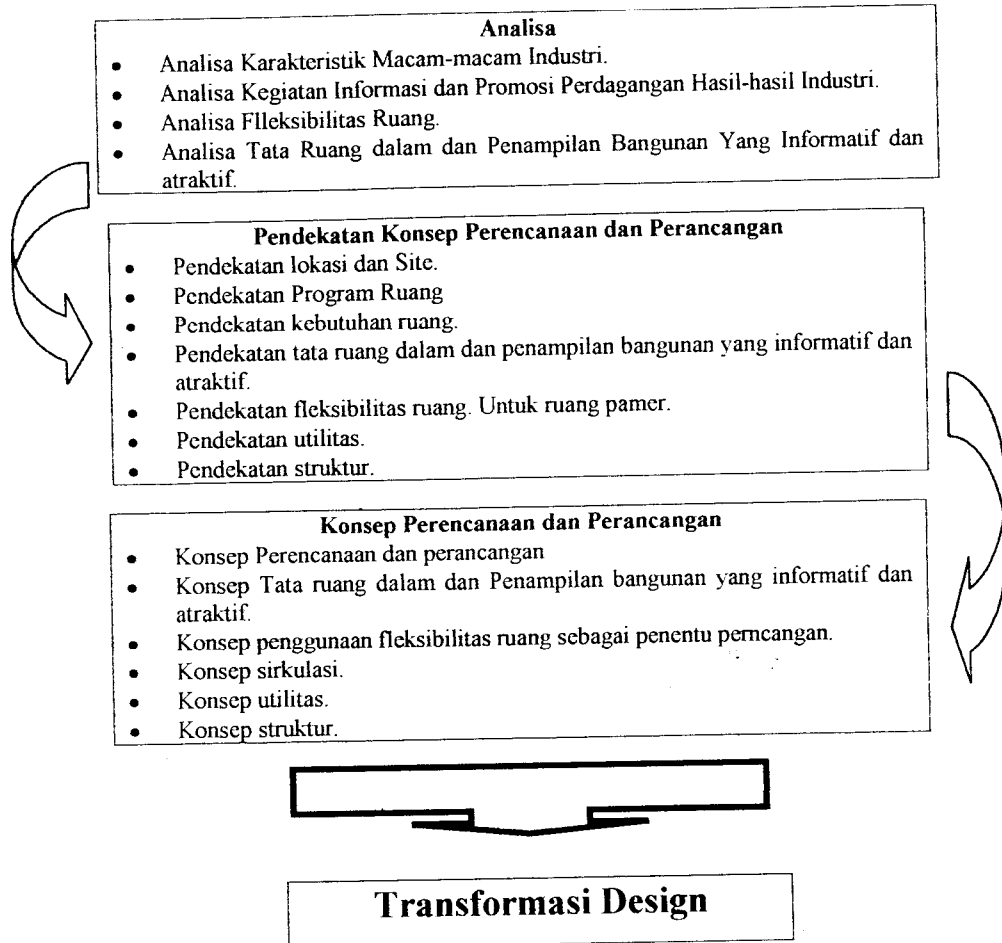 Analisa
• Analisa Karakteristik Macam-macam Industri.
• Analisa Kegiatan Informasi dan Promosi Perdagangan Hasil-hasil Industri.
• Analisa Flleksibilitas Ruang.
• Analisa Tata Ruang dalam dan Penampilan Bangunan Yang Informatif dan
atraktif.
Pendekatan Konsep Perencanaan dan Perancangan
• Pendekatan lokasi dan Site.
• Pendekatan Program Ruang
• Pendekatan kebutuhan ruang.
• Pendekatan tata ruang dalam dan penampilan bangunan yang informatif dan
atraktif.
• Pendekatan fleksibilitas ruang. Untuk ruang pamer.
• Pendekatan utilitas.
• Pendekatan struktur.
Konsep Perencanaan dan Perancangan
• Konsep Perencanaan dan perancangan
• Konsep Tata ruang dalam dan Penampilan bangunan yang informatif dan
atraktif.
• Konsep penggunaan fleksibilitas ruang sebagai penentu perncangan.
• Konsep sirkulasi.
• Konsep utilitas.
• Konsep struktur.
Transformasi Design